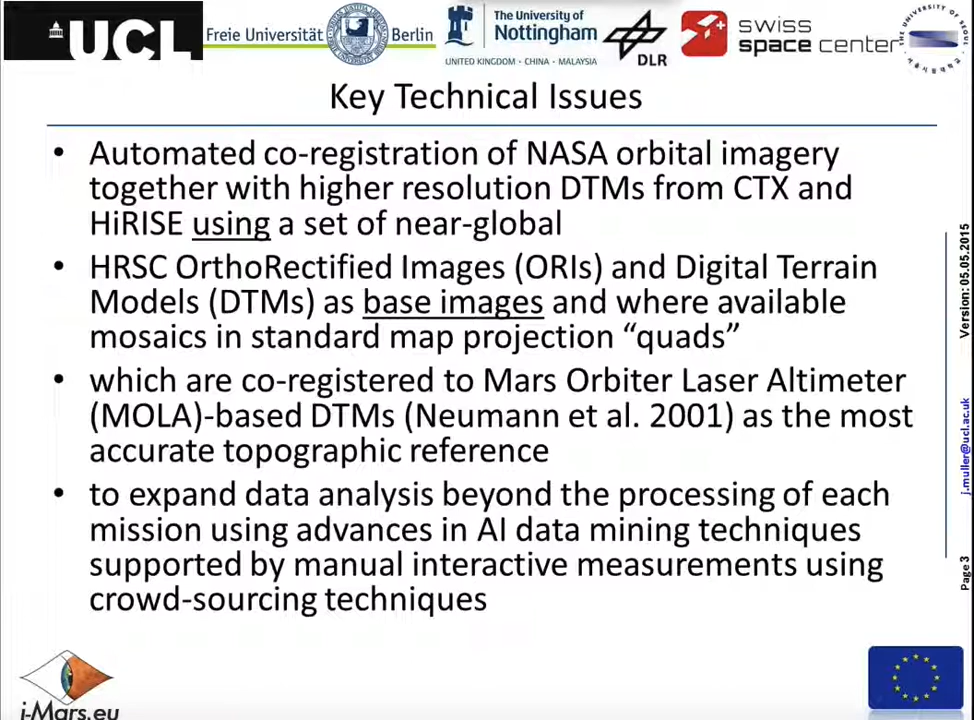 UCL
Freie Universität Berlin
The University of
Nottingham
UNITED KINGDOM · CHINA · MALAYSIA
DLR
swiss
space center
UNIVERSITY OF
Key Technical Issues
• Automated co-registration of NASA orbital imagery
together with higher resolution DTMs from CTX and
HiRISE using a set of near-global
• HRSC OrthoRectified Images (ORIs) and Digital Terrain
Models (DTMs) as base images and where available
mosaics in standard map projection “quads”
• which are co-registered to Mars Orbiter Laser Altimeter
(MOLA)-based DTMs (Neumann et al. 2001) as the most
accurate topographic reference
• to expand data analysis beyond the processing of each
mission using advances in AI data mining techniques
supported by manual interactive measurements using
crowd-sourcing techniques
Version: 05.05.2015
j.muller@ucl.ac.uk
Page 3
i-Mars.eu